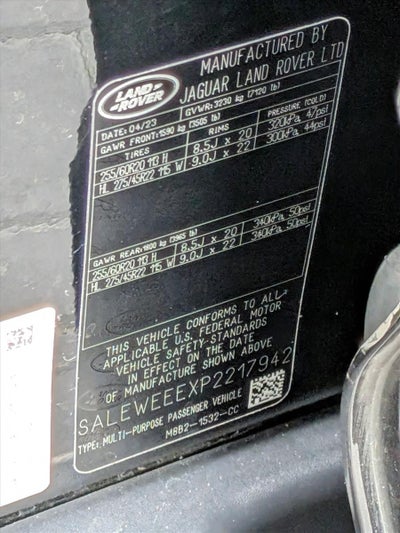 LAND ROVER
MANUFACTURED BY
JAGUAR LAND ROVER LTD
DATE: 04/23 GVWR: 3230 kg (7120 lb)
GAWR FRONT: 1590 kg (3505 lb) PRESSURE (COLD)
TIRES RIMS
255/60R20 113 H 8.5J x 20 320kPa, 47psi
HL 275/45R22 115 W 9.0J x 22 300kPa, 44psi
GAWR REAR: 1800 kg (3965 lb)
255/60R20 113 H 8.5J x 20 340kPa, 50psi
HL 275/45R22 115 W 9.0J x 22 340kPa, 50psi
THIS VEHICLE CONFORMS TO ALL
APPLICABLE U.S. FEDERAL MOTOR
VEHICLE SAFETY STANDARDS
IN EFFECT ON THE DATE
OF MANUFACTURE SHOWN ABOVE
SALEWEEEXP2217942
TYPE: MULTI-PURPOSE PASSENGER VEHICLE
M8B2-1532-CC